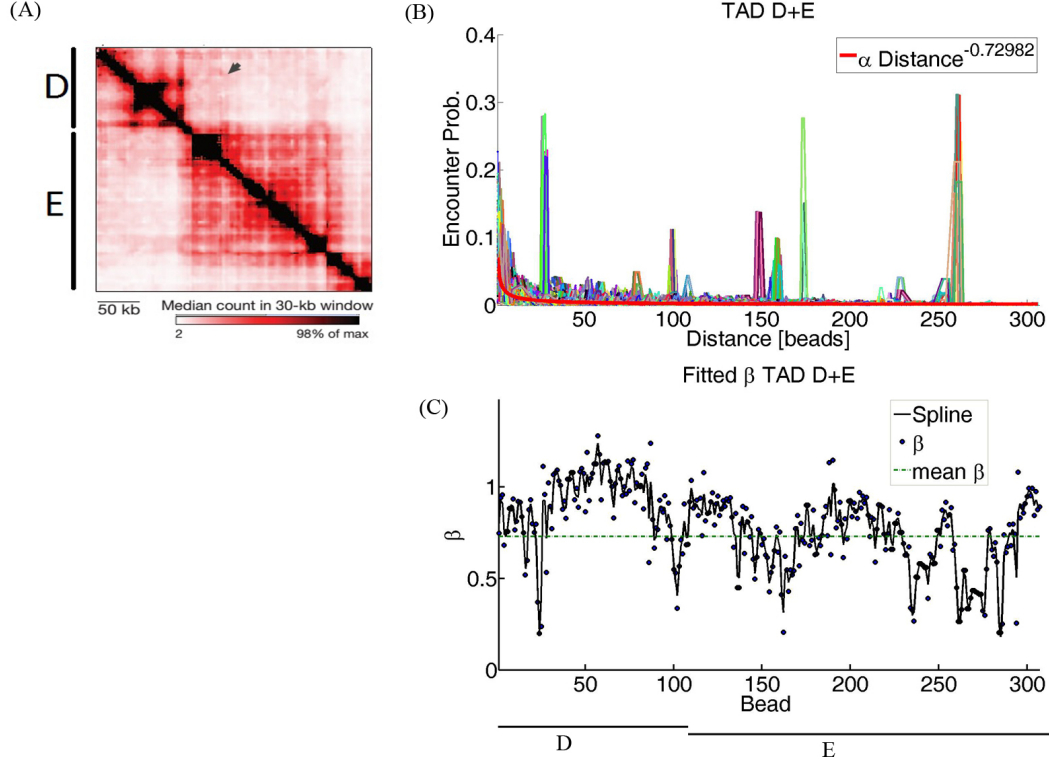 (A)
D
E
50 kb
Median count in 30-kb window
2
98% of max
(B)
TAD D+E
0.4
0.3
0.2
0.1
0
Encounter Prob.
α Distance^-0.72982
50
100
150
200
250
300
Distance [beads]
(C)
Fitted β TAD D+E
Spline
β
mean β
1
0.5
0
β
50
100
150
200
250
300
Bead
D
E